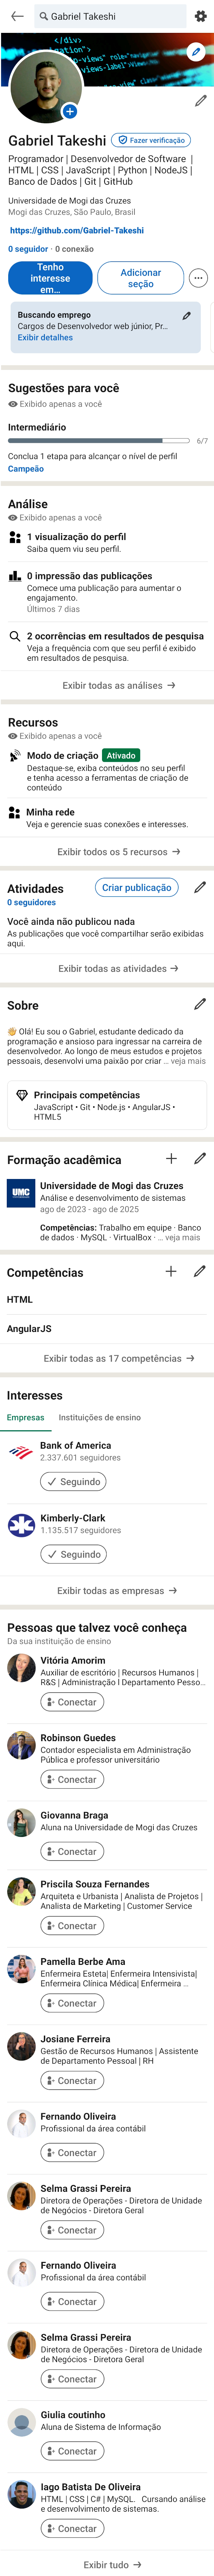 Gabriel Takeshi
</div>
Gabriel Takeshi
Fazer verificação
Programador | Desenvolvedor de Software |
HTML | CSS | JavaScript | Python | NodeJS |
Banco de Dados | Git | GitHub
Universidade de Mogi das Cruzes
Mogi das Cruzes, São Paulo, Brasil
https://github.com/Gabriel-Takeshi
0 seguidor · 0 conexão
Tenho
interesse
em...
Adicionar
seção
Buscando emprego
Cargos de Desenvolvedor web júnior, Pr...
Exibir detalhes
Sugestões para você
Exibido apenas a você
Intermediário
6/7
Conclua 1 etapa para alcançar o nível de perfil
Campeão
Análise
Exibido apenas a você
1 visualização do perfil
Saiba quem viu seu perfil.
0 impressão das publicações
Comece uma publicação para aumentar o
engajamento.
Últimos 7 dias
2 ocorrências em resultados de pesquisa
Veja a frequência com que seu perfil é exibido
em resultados de pesquisa.
Exibir todas as análises →
Recursos
Exibido apenas a você
Modo de criação Ativado
Destaque-se, exiba conteúdos no seu perfil
e tenha acesso a ferramentas de criação de
conteúdo
Minha rede
Veja e gerencie suas conexões e interesses.
Exibir todos os 5 recursos →
Atividades
Criar publicação
0 seguidores
Você ainda não publicou nada
As publicações que você compartilhar serão exibidas
aqui.
Exibir todas as atividades →
Sobre
👋 Olá! Eu sou o Gabriel, estudante dedicado da
programação e ansioso para ingressar na carreira de
desenvolvedor. Ao longo de meus estudos e projetos
pessoais, desenvolvi uma paixão por criar ... veja mais
Principais competências
JavaScript • Git • Node.js • AngularJS •
HTML5
Formação acadêmica
UMC
Universidade de Mogi das Cruzes
Análise e desenvolvimento de sistemas
ago de 2023 - ago de 2025
Competências: Trabalho em equipe · Banco
de dados · MySQL · VirtualBox · ... veja mais
Competências
HTML
AngularJS
Exibir todas as 17 competências →
Interesses
Empresas
Instituições de ensino
Bank of America
2.337.601 seguidores
Seguindo
Kimberly-Clark
1.135.517 seguidores
Seguindo
Exibir todas as empresas →
Pessoas que talvez você conheça
Da sua instituição de ensino
Vitória Amorim
Auxiliar de escritório | Recursos Humanos |
R&S | Administração l Departamento Pesso...
Conectar
Robinson Guedes
Contador especialista em Administração
Pública e professor universitário
Conectar
Giovanna Braga
Aluna na Universidade de Mogi das Cruzes
Conectar
Priscila Souza Fernandes
Arquiteta e Urbanista | Analista de Projetos |
Analista de Marketing | Customer Service
Conectar
Pamella Berbe Ama
Enfermeira Esteta| Enfermeira Intensivista|
Enfermeira Clínica Médica| Enfermeira ...
Conectar
Josiane Ferreira
Gestão de Recursos Humanos | Assistente
de Departamento Pessoal | RH
Conectar
Fernando Oliveira
Profissional da área contábil
Conectar
Selma Grassi Pereira
Diretora de Operações - Diretora de Unidade
de Negócios - Diretora Geral
Conectar
Fernando Oliveira
Profissional da área contábil
Conectar
Selma Grassi Pereira
Diretora de Operações - Diretora de Unidade
de Negócios - Diretora Geral
Conectar
Giulia coutinho
Aluna de Sistema de Informação
Conectar
Iago Batista De Oliveira
HTML | CSS | C# | MySQL. Cursando análise
e desenvolvimento de sistemas.
Conectar
Exibir tudo →